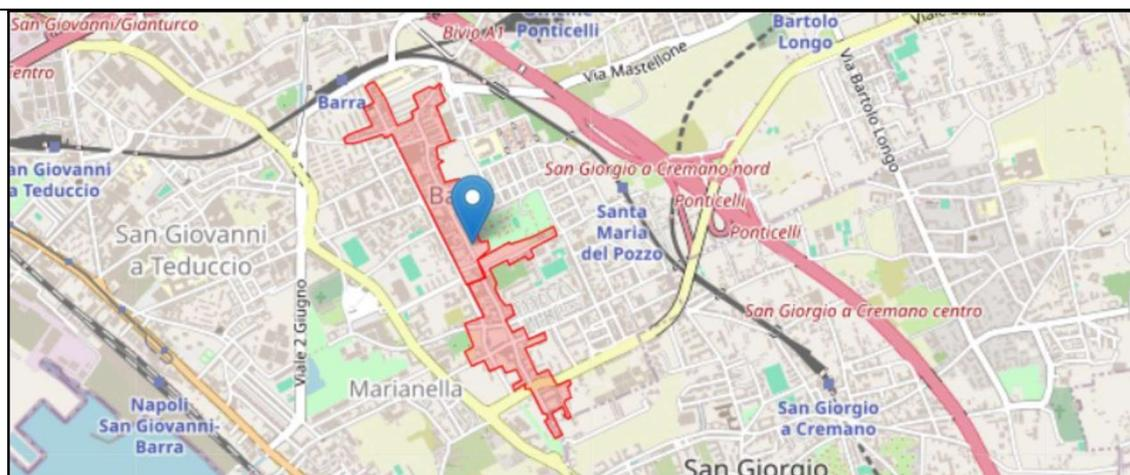 San Giovanni/Gianturco
Bivio A1
Ponticelli
Bartolo
Longo
Via Mastellone
Via Bartolo Longo
centro
Barra
an Giovanni
a Teduccio
San Giorgio a Cremano nord
Ponticelli
Ponticelli
Santa
Maria
del Pozzo
San Giovanni
a Teduccio
Viale 2 Giugno
San Giorgio a Cremano centro
Marianella
Napoli
San Giovanni-
Barra
San Giorgio
a Cremano
San Giorgio